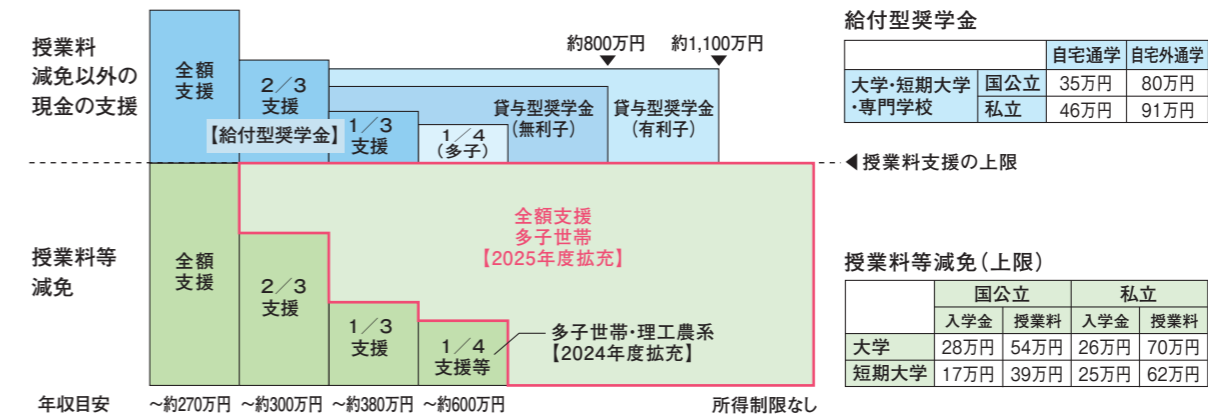 授業料
減免以外の
現金の支援
全額
支援
2／3
支援
【給付型奨学金】
1／3
支援
1／4
（多子）
貸与型奨学金
（無利子）
貸与型奨学金
（有利子）
約800万円
約1,100万円
◀授業料支援の上限
授業料等
減免
全額
支援
2／3
支援
1／3
支援
1／4
支援等
全額支援
多子世帯
【2025年度拡充】
多子世帯・理工農系
【2024年度拡充】
年収目安 ～約270万円 ～約300万円 ～約380万円 ～約600万円 所得制限なし
給付型奨学金
自宅通学 自宅外通学
大学・短期大学
・専門学校
国公立 35万円 80万円
私立 46万円 91万円
授業料等減免（上限）
国公立 私立
入学金 授業料 入学金 授業料
大学 28万円 54万円 26万円 70万円
短期大学 17万円 39万円 25万円 62万円